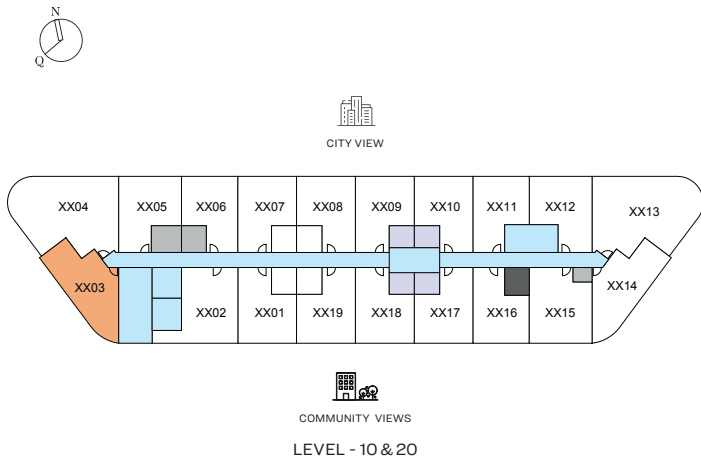 N
Q
CITY VIEW
XX04 XX05 XX06 XX07 XX08 XX09 XX10 XX11 XX12 XX13
XX03 XX14
XX02 XX01 XX19 XX18 XX17 XX16 XX15
COMMUNITY VIEWS
LEVEL - 10 & 20